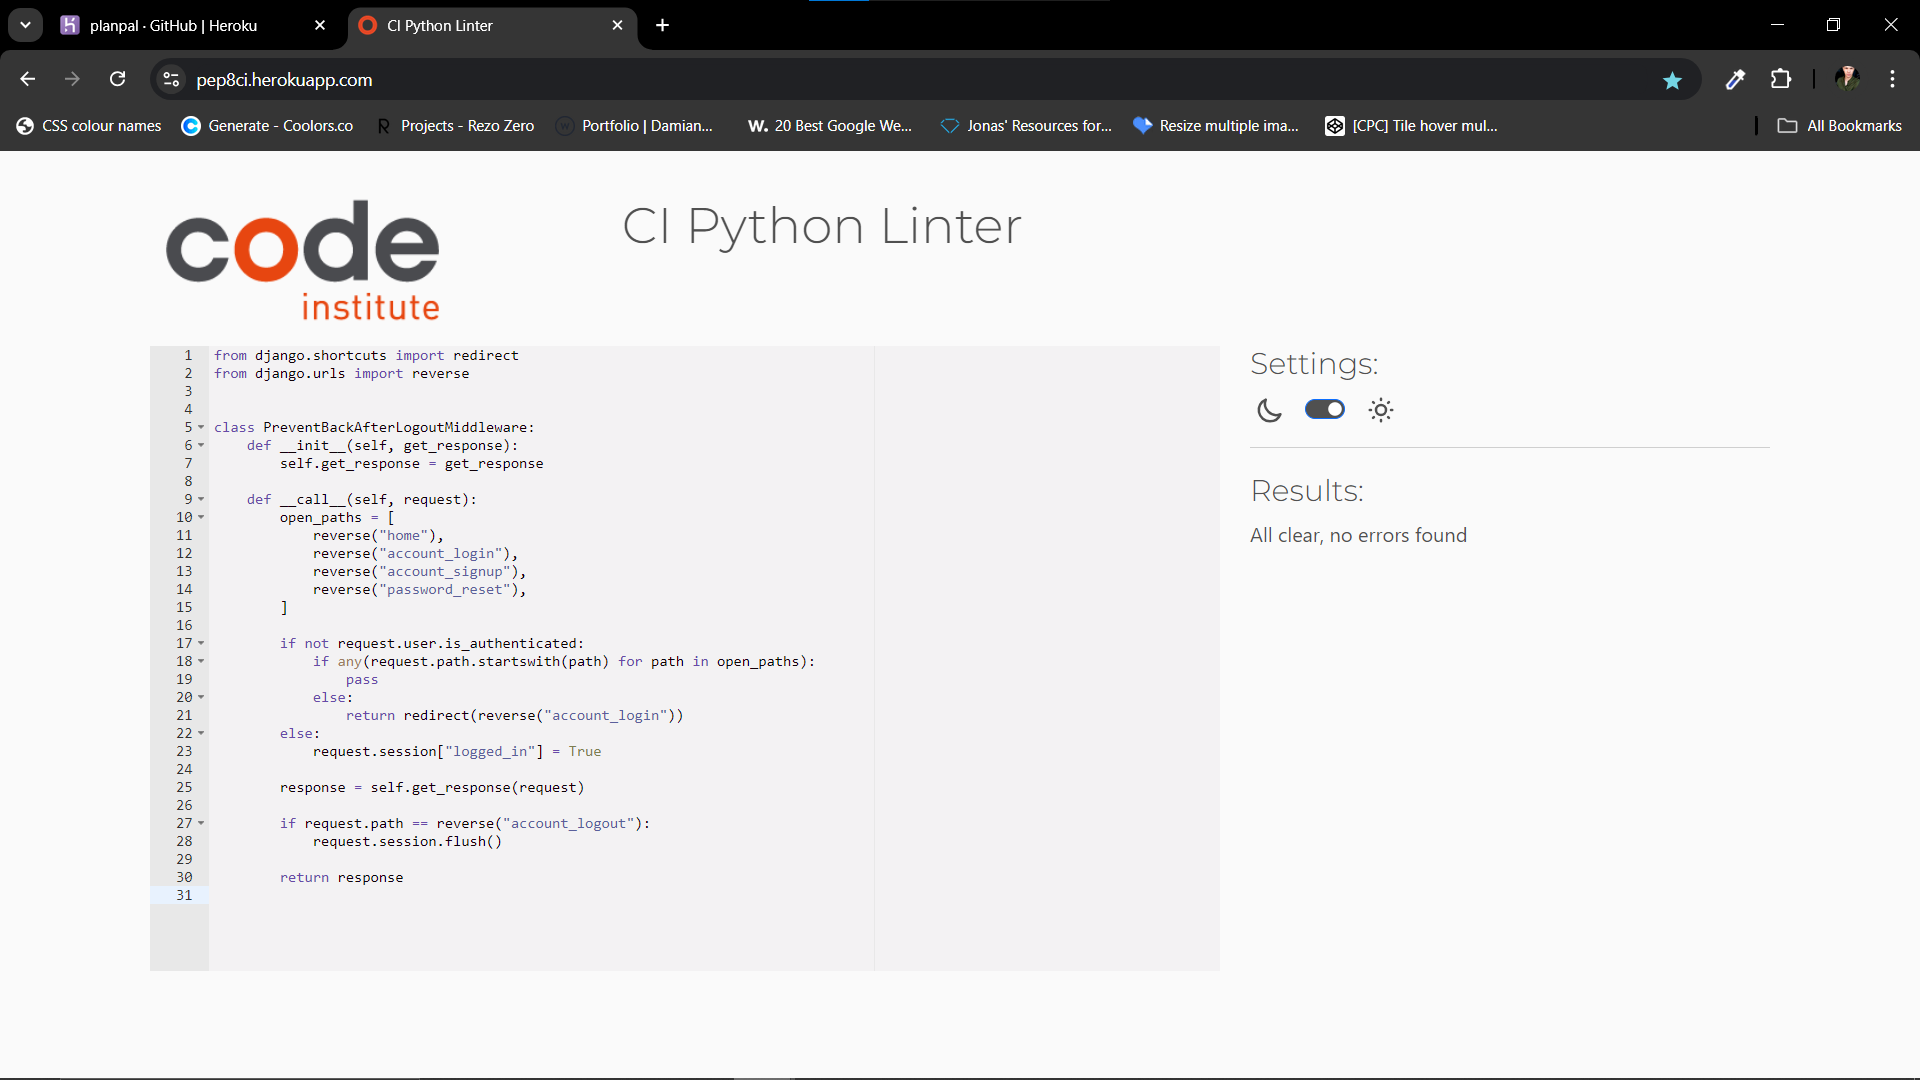 planpal · GitHub | Heroku
CI Python Linter
pep8ci.herokuapp.com
CSS colour names
Generate - Coolors.co
Projects - Rezo Zero
Portfolio | Damian...
W. 20 Best Google We...
Jonas' Resources for...
Resize multiple ima...
[CPC] Tile hover mul...
All Bookmarks
code
institute
CI Python Linter
1 from django.shortcuts import redirect
2 from django.urls import reverse
3
4
5 class PreventBackAfterLogoutMiddleware:
6     def __init__(self, get_response):
7         self.get_response = get_response
8
9     def __call__(self, request):
10         open_paths = [
11             reverse("home"),
12             reverse("account_login"),
13             reverse("account_signup"),
14             reverse("password_reset"),
15         ]
16
17         if not request.user.is_authenticated:
18             if any(request.path.startswith(path) for path in open_paths):
19                 pass
20             else:
21                 return redirect(reverse("account_login"))
22         else:
23             request.session["logged_in"] = True
24
25         response = self.get_response(request)
26
27         if request.path == reverse("account_logout"):
28             request.session.flush()
29
30         return response
31
Settings:
Results:
All clear, no errors found